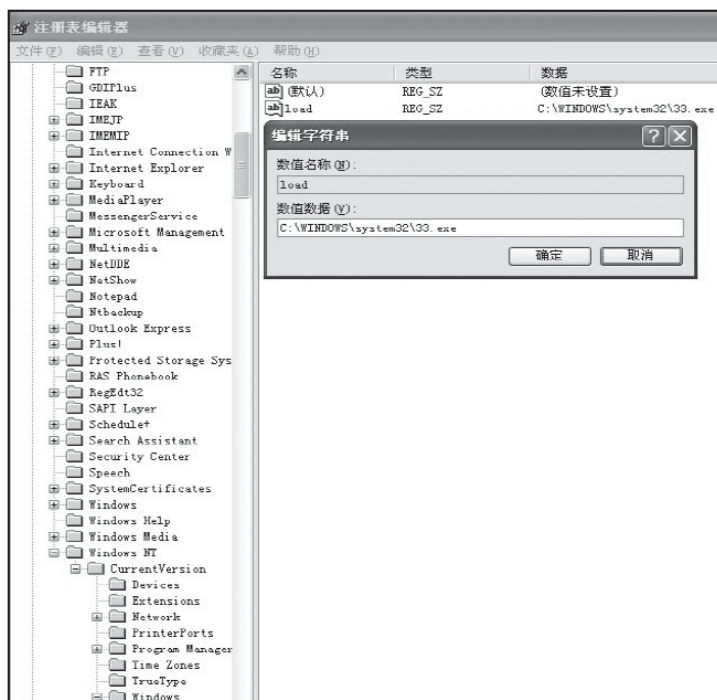 注册表编辑器
文件(F) 编辑(E) 查看(V) 收藏夹(A) 帮助(H)
FTP
GDIPlus
IEAK
IMEJP
IMEMIP
Internet Connection W
Internet Explorer
Keyboard
MediaPlayer
MessengerService
Microsoft Management
Multimedia
NetDDE
NetShow
Notepad
Ntbackup
Outlook Express
Plus!
Protected Storage Sys
RAS Phonebook
RegEdt32
SAPI Layer
Schedule+
Search Assistant
Security Center
Speech
SystemCertificates
Windows
Windows Help
Windows Media
Windows NT
CurrentVersion
Devices
Extensions
Network
PrinterPorts
Program Manager
Time Zones
TrueType
Windows
名称 类型 数据
ab (默认) REG_SZ (数值未设置)
ab load REG_SZ C:\WINDOWS\system32\33.exe
编辑字符串
数值名称(N):
load
数值数据(V):
C:\WINDOWS\system32\33.exe
确定 取消